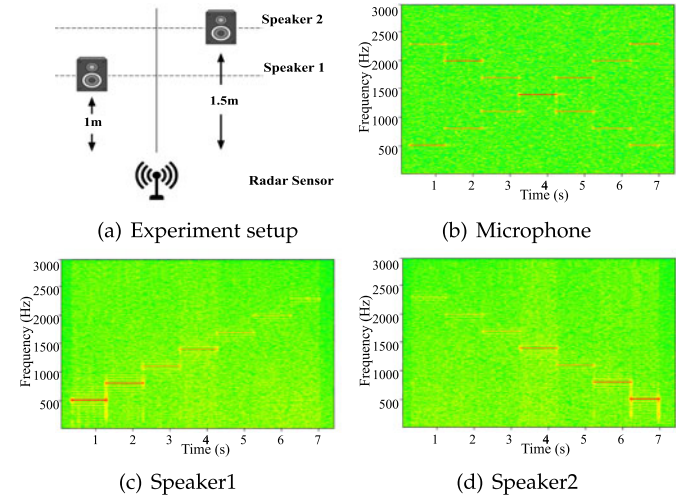 Speaker 2
Speaker 1
1m
1.5m
Radar Sensor
(a) Experiment setup
3000
2500
2000
1500
1000
500
Frequency (Hz)
1 2 3 4 5 6 7
Time (s)
(b) Microphone
3000
2500
2000
1500
1000
500
Frequency (Hz)
1 2 3 4 5 6 7
Time (s)
(c) Speaker1
3000
2500
2000
1500
1000
500
Frequency (Hz)
1 2 3 4 5 6 7
Time (s)
(d) Speaker2